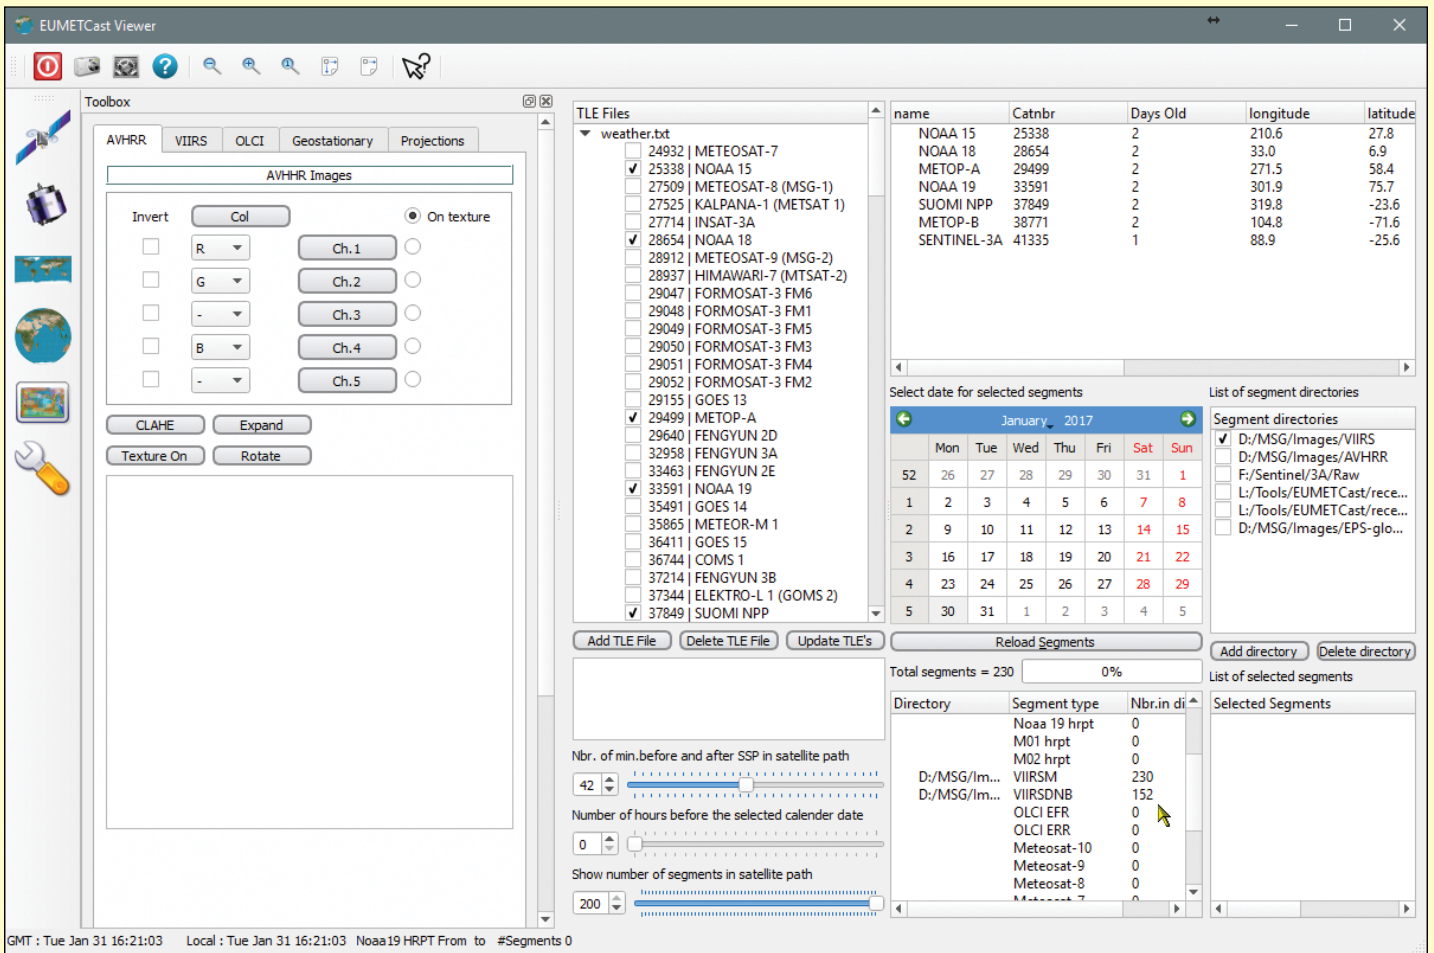 EUMETCast Viewer
Toolbox
AVHRR VIIRS OLCI Geostationary Projections
AVHHR Images
Invert Col On texture
R Ch.1
G Ch.2
- Ch.3
B Ch.4
- Ch.5
CLAHE Expand
Texture On Rotate
TLE Files
weather.txt
24932 | METEOSAT-7
25338 | NOAA 15
27509 | METEOSAT-8 (MSG-1)
27525 | KALPANA-1 (METSAT 1)
27714 | INSAT-3A
28654 | NOAA 18
28912 | METEOSAT-9 (MSG-2)
28937 | HIMAWARI-7 (MTSAT-2)
29047 | FORMOSAT-3 FM6
29048 | FORMOSAT-3 FM1
29049 | FORMOSAT-3 FM5
29050 | FORMOSAT-3 FM3
29051 | FORMOSAT-3 FM4
29052 | FORMOSAT-3 FM2
29155 | GOES 13
29499 | METOP-A
29640 | FENGYUN 2D
32958 | FENGYUN 3A
33463 | FENGYUN 2E
33591 | NOAA 19
35491 | GOES 14
35865 | METEOR-M 1
36411 | GOES 15
36744 | COMS 1
37214 | FENGYUN 3B
37344 | ELEKTRO-L 1 (GOMS 2)
37849 | SUOMI NPP
Add TLE File Delete TLE File Update TLE's
Nbr. of min.before and after SSP in satellite path
42
Number of hours before the selected calender date
0
Show number of segments in satellite path
200
name Catnbr Days Old longitude latitude
NOAA 15 25338 2 210.6 27.8
NOAA 18 28654 2 33.0 6.9
METOP-A 29499 2 271.5 58.4
NOAA 19 33591 2 301.9 75.7
SUOMI NPP 37849 2 319.8 -23.6
METOP-B 38771 2 104.8 -71.6
SENTINEL-3A 41335 1 88.9 -25.6
Select date for selected segments
January 2017
Mon Tue Wed Thu Fri Sat Sun
52 26 27 28 29 30 31 1
1 2 3 4 5 6 7 8
2 9 10 11 12 13 14 15
3 16 17 18 19 20 21 22
4 23 24 25 26 27 28 29
5 30 31 1 2 3 4 5
Reload Segments
Total segments = 230 0%
Directory Segment type Nbr.in di
Noaa 19 hrpt 0
M01 hrpt 0
M02 hrpt 0
D:/MSG/Im... VIIRSM 230
D:/MSG/Im... VIIRSDNB 152
OLCI EFR 0
OLCI ERR 0
Meteosat-10 0
Meteosat-9 0
Meteosat-8 0
Meteosat-7 0
List of segment directories
Segment directories
D:/MSG/Images/VIIRS
D:/MSG/Images/AVHRR
F:/Sentinel/3A/Raw
L:/Tools/EUMETCast/rece...
L:/Tools/EUMETCast/rece...
D:/MSG/Images/EPS-glo...
Add directory Delete directory
List of selected segments
Selected Segments
GMT : Tue Jan 31 16:21:03 Local : Tue Jan 31 16:21:03 Noaa19 HRPT From to #Segments 0